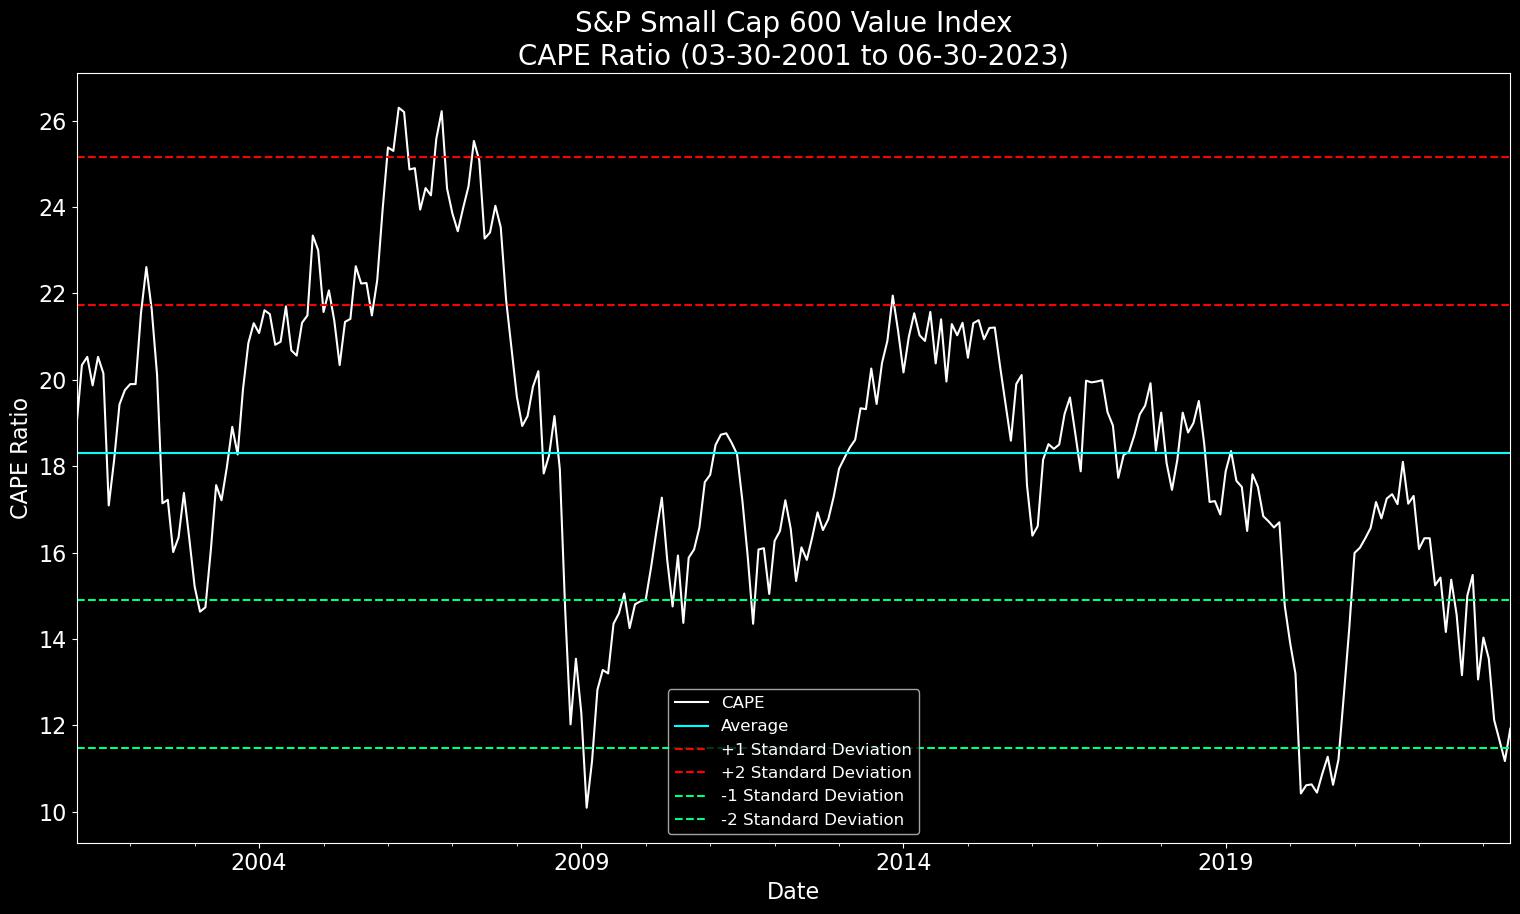 S&P Small Cap 600 Value Index
CAPE Ratio (03-30-2001 to 06-30-2023)
26
24
22
20
18
16
14
12
10
CAPE Ratio
CAPE
Average
+1 Standard Deviation
+2 Standard Deviation
-1 Standard Deviation
-2 Standard Deviation
2004 2009 2014 2019
Date